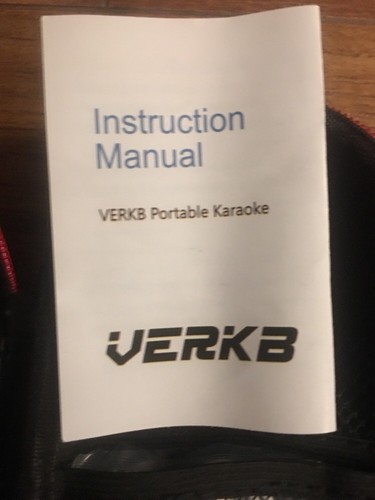 Instruction
Manual
VERKB Portable Karaoke
VERKB